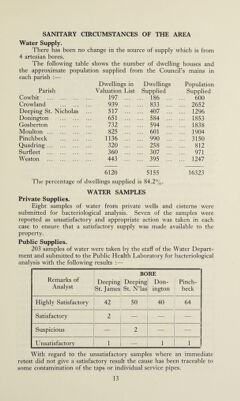 SANITARY CIRCUMSTANCES OF THE AREA
Water Supply.
There has been no change in the source of supply which is from
4 artesian bores.
The following table shows the number of dwelling houses and
the approximate population supplied from the Council's mains in
each parish :—
Dwellings in Dwellings Population
Parish Valuation List Supplied Supplied
Cowbit ... ... ... 197 ... 186 ... 600
Crowland ... ... ... 939 ... 833 ... 2652
Deeping St. Nicholas ... 517 ... 407 ... 1296
Donington ... ... ... 651 ... 584 ... 1853
Gosberton ... ... ... 732 ... 594 ... 1838
Moulton ... ... ... 825 ... 601 ... 1904
Pinchbeck ... ... ... 1136 ... 990 ... 3150
Quadring ... ... ... 320 ... 258 ... 812
Surfleet ... ... ... 360 ... 307 ... 971
Weston ... ... ... 443 ... 395 ... 1247
6120 5155 16323
The percentage of dwellings supplied is 84.2%.
WATER SAMPLES
Private Supplies.
Eight samples of water from private wells and cisterns were
submitted for bacteriological analysis. Seven of the samples were
reported as unsatisfactory and appropriate action was taken in each
case to ensure that a satisfactory supply was made available to the
property.
Public Supplies.
203 samples of water were taken by the staff of the Water Depart-
ment and submitted to the Public Health Laboratory for bacteriological
analysis with the following results :—
BORE
Remarks of Analyst Deeping St. James Deeping St. N'las Don-ington Pinch-beck
Highly Satisfactory 42 50 40 64
Satisfactory 2 — — —
Suspicious — 2 — —
Unsatisfactory 1 — 1 1
With regard to the unsatisfactory samples where an immediate
retest did not give a satisfactory result the cause has been traceable to
some contamination of the taps or individual service pipes.
13